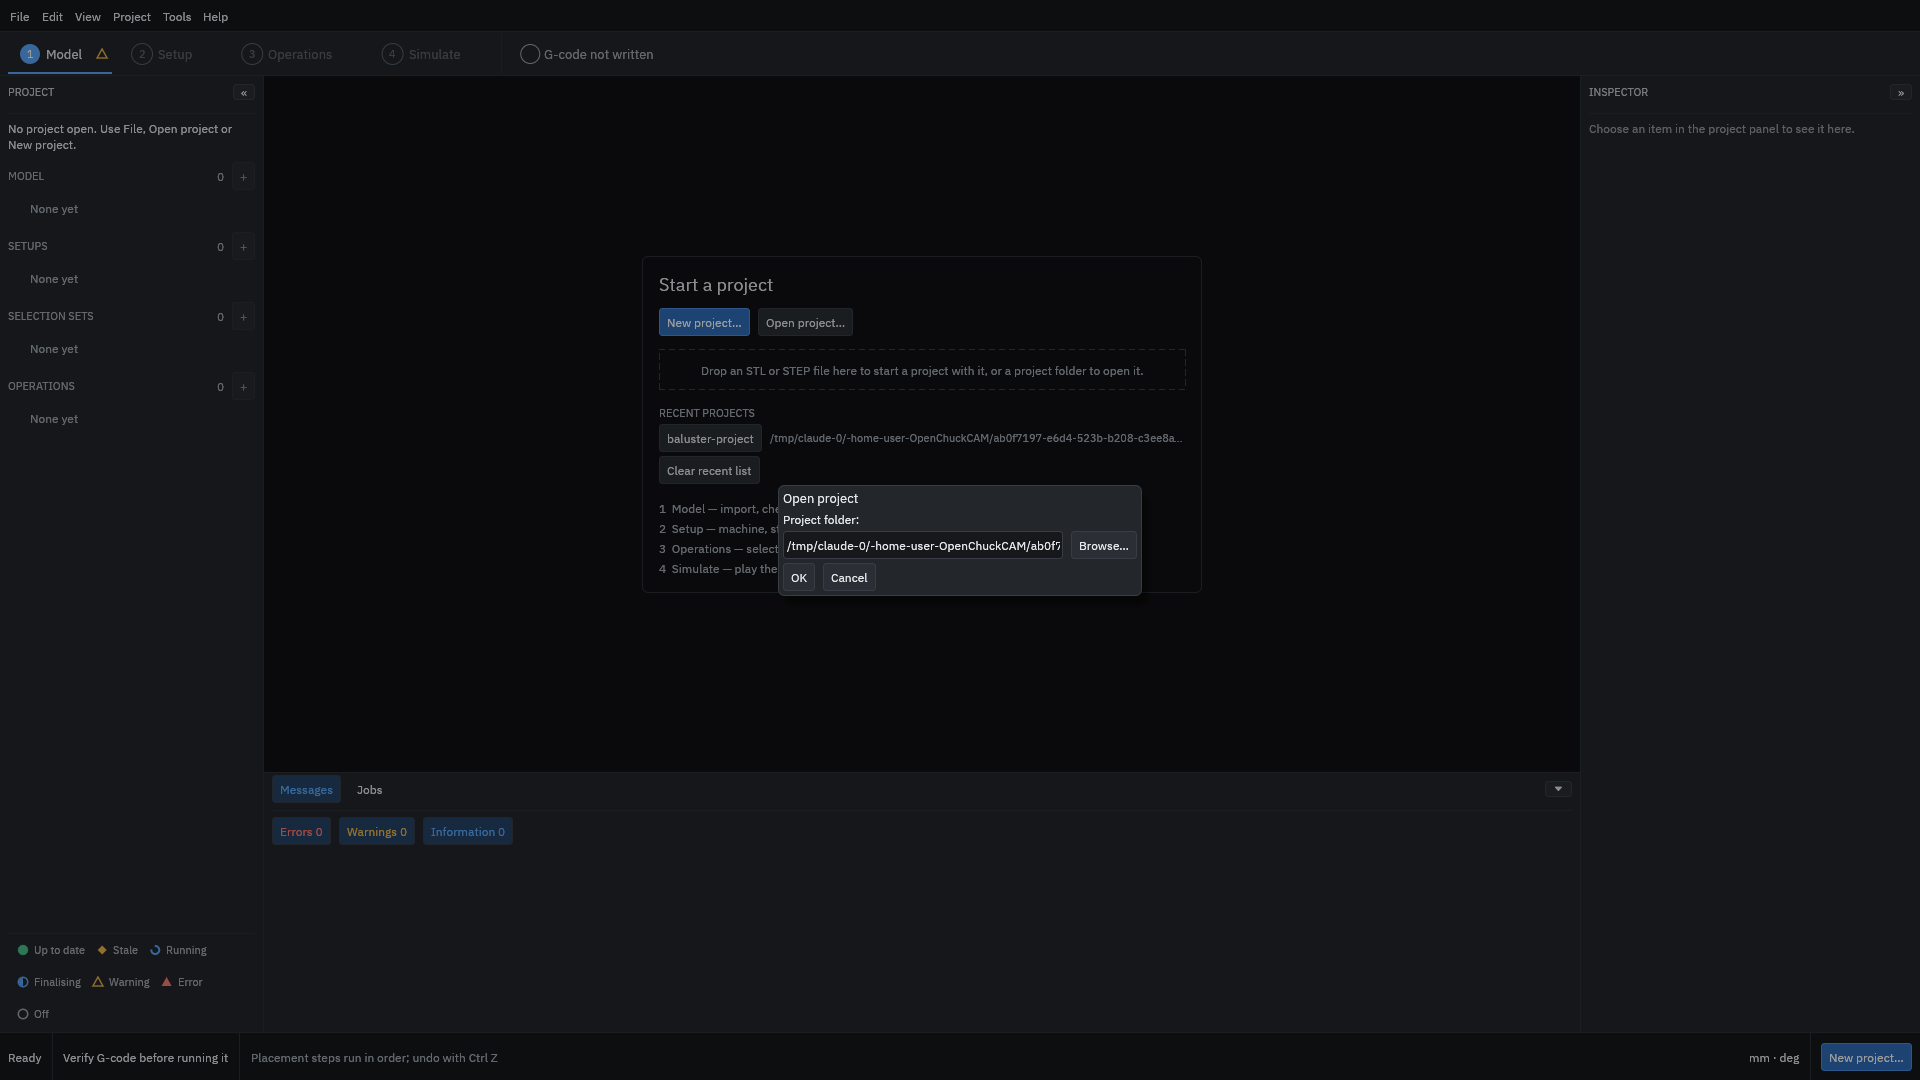 File Edit View Project Tools Help
1 Model 2 Setup 3 Operations 4 Simulate G-code not written
PROJECT «
No project open. Use File, Open project or
New project.
MODEL 0 +
None yet
SETUPS 0 +
None yet
SELECTION SETS 0 +
None yet
OPERATIONS 0 +
None yet
Up to date Stale Running
Finalising Warning Error
Off
Start a project
New project... Open project...
Drop an STL or STEP file here to start a project with it, or a project folder to open it.
RECENT PROJECTS
baluster-project /tmp/claude-0/-home-user-OpenChuckCAM/ab0f7197-e6d4-523b-b208-c3ee8a...
Clear recent list
1 Model — import, che
2 Setup — machine, st
3 Operations — select
4 Simulate — play the
Open project
Project folder:
/tmp/claude-0/-home-user-OpenChuckCAM/ab0f7 Browse...
OK Cancel
Messages Jobs
Errors 0 Warnings 0 Information 0
INSPECTOR »
Choose an item in the project panel to see it here.
Ready Verify G-code before running it Placement steps run in order; undo with Ctrl Z mm · deg New project...